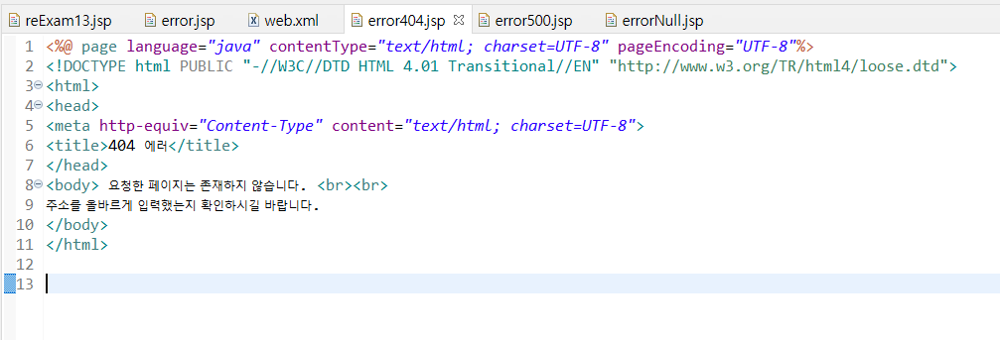 reExam13.jsp error.jsp web.xml error404.jsp error500.jsp errorNull.jsp
1 <%@ page language="java" contentType="text/html; charset=UTF-8" pageEncoding="UTF-8"%>
2 <!DOCTYPE html PUBLIC "-//W3C//DTD HTML 4.01 Transitional//EN" "http://www.w3.org/TR/html4/loose.dtd">
3 <html>
4 <head>
5 <meta http-equiv="Content-Type" content="text/html; charset=UTF-8">
6 <title>404 에러</title>
7 </head>
8 <body> 요청한 페이지는 존재하지 않습니다. <br><br>
9 주소를 올바르게 입력했는지 확인하시길 바랍니다.
10 </body>
11 </html>
12
13